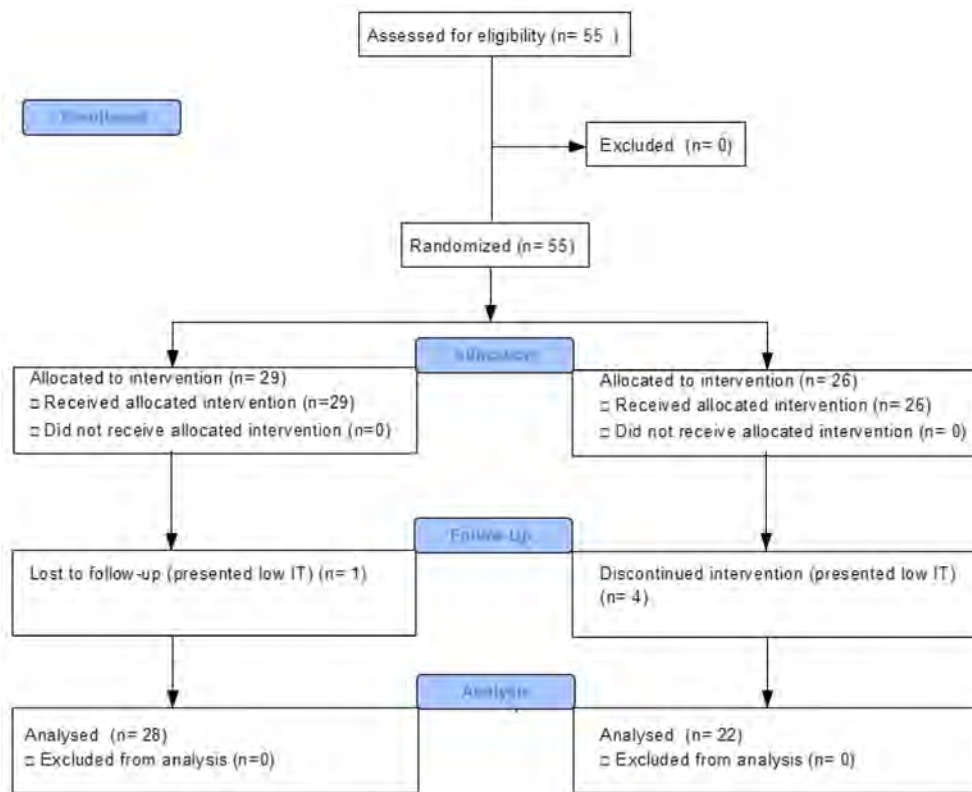 Assessed for eligibility (n= 55 )
Enrollment
Excluded (n= 0)
Randomized (n= 55)
Allocation
Allocated to intervention (n= 29)
□ Received allocated intervention (n=29)
□ Did not receive allocated intervention (n=0)
Allocated to intervention (n= 26)
□ Received allocated intervention (n= 26)
□ Did not receive allocated intervention (n= 0)
Follow-Up
Lost to follow-up (presented low IT) (n= 1)
Discontinued intervention (presented low IT)
(n= 4)
Analysis
Analysed (n= 28)
□ Excluded from analysis (n=0)
Analysed (n= 22)
□ Excluded from analysis (n= 0)